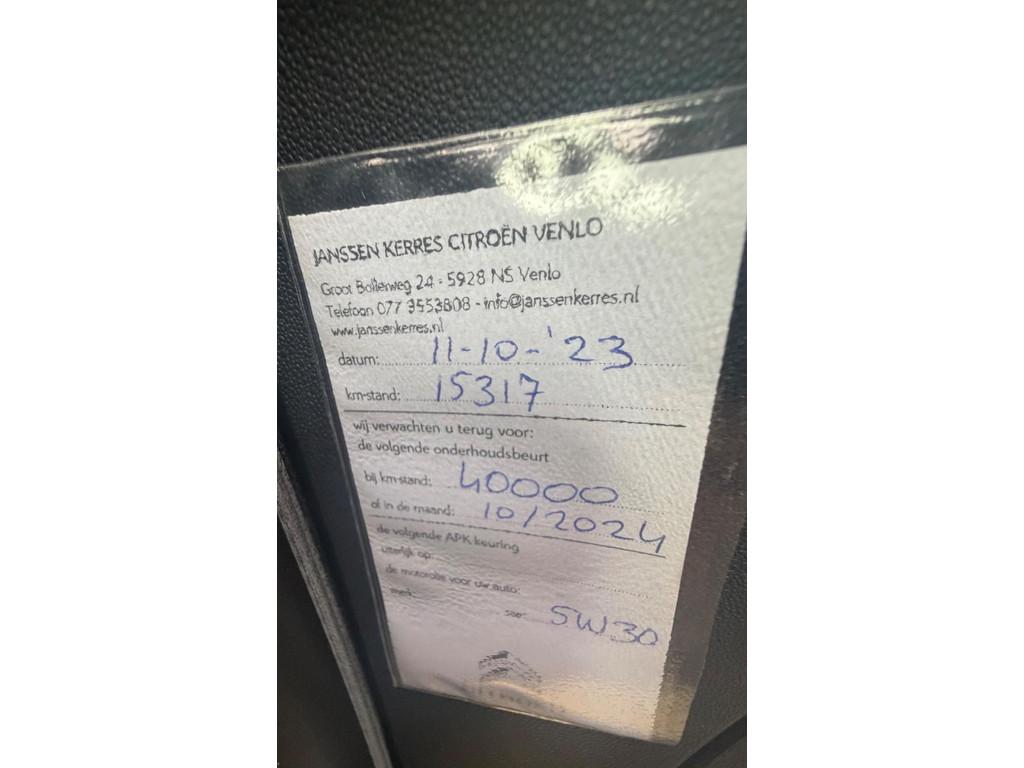 JANSSEN KERRES CITROËN VENLO
Groot Bollerweg 24 - 5928 NS Venlo
Telefoon 077 3553808 - info@janssenkerres.nl
www.janssenkerres.nl
datum: 11-10-'23
km-stand: 15317
wij verwachten u terug voor:
de volgende onderhoudsbeurt
bij km-stand: 40000
of in de maand: 10/2024
de volgende APK keuring
uiterlijk op:
de motorolie voor uw auto:
merk: sae: 5W30